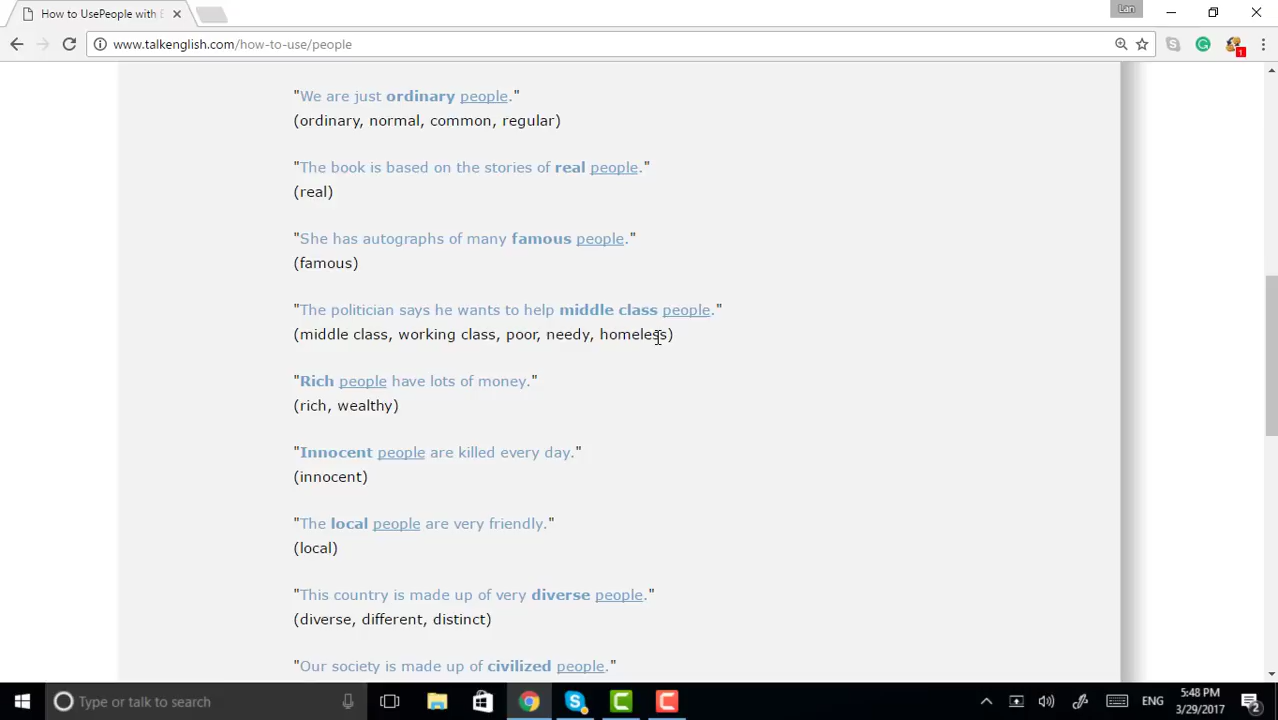 How to UsePeople with
Lan
www.talkenglish.com/how-to-use/people
1
"We are just ordinary people."
(ordinary, normal, common, regular)
"The book is based on the stories of real people."
(real)
"She has autographs of many famous people."
(famous)
"The politician says he wants to help middle class people."
(middle class, working class, poor, needy, homeless)
"Rich people have lots of money."
(rich, wealthy)
"Innocent people are killed every day."
(innocent)
"The local people are very friendly."
(local)
"This country is made up of very diverse people."
(diverse, different, distinct)
"Our society is made up of civilized people."
Type or talk to search
ENG
5:48 PM
3/29/2017
2